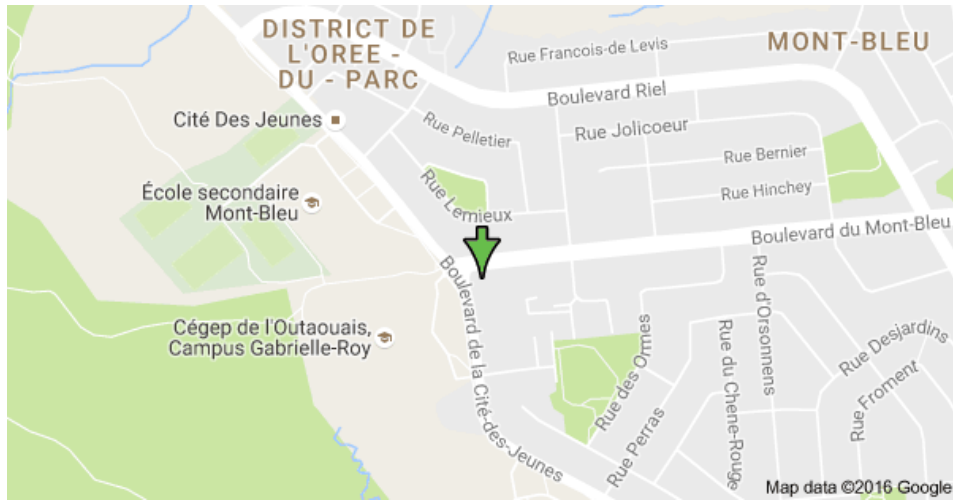 DISTRICT DE
L'OREE -
DU - PARC
MONT-BLEU
Rue Francois-de Levis
Boulevard Riel
Cité Des Jeunes
Rue Pelletier
Rue Jolicoeur
Rue Bernier
École secondaire
Mont-Bleu
Rue Lemieux
Rue Hinchey
Boulevard du Mont-Bleu
Boulevard de la Cité-des-Jeunes
Rue d'Orsonnens
Cégep de l'Outaouais,
Campus Gabrielle-Roy
Rue des Ormes
Rue du Chene-Rouge
Rue Desjardins
Rue Froment
Rue Perras
Map data ©2016 Google